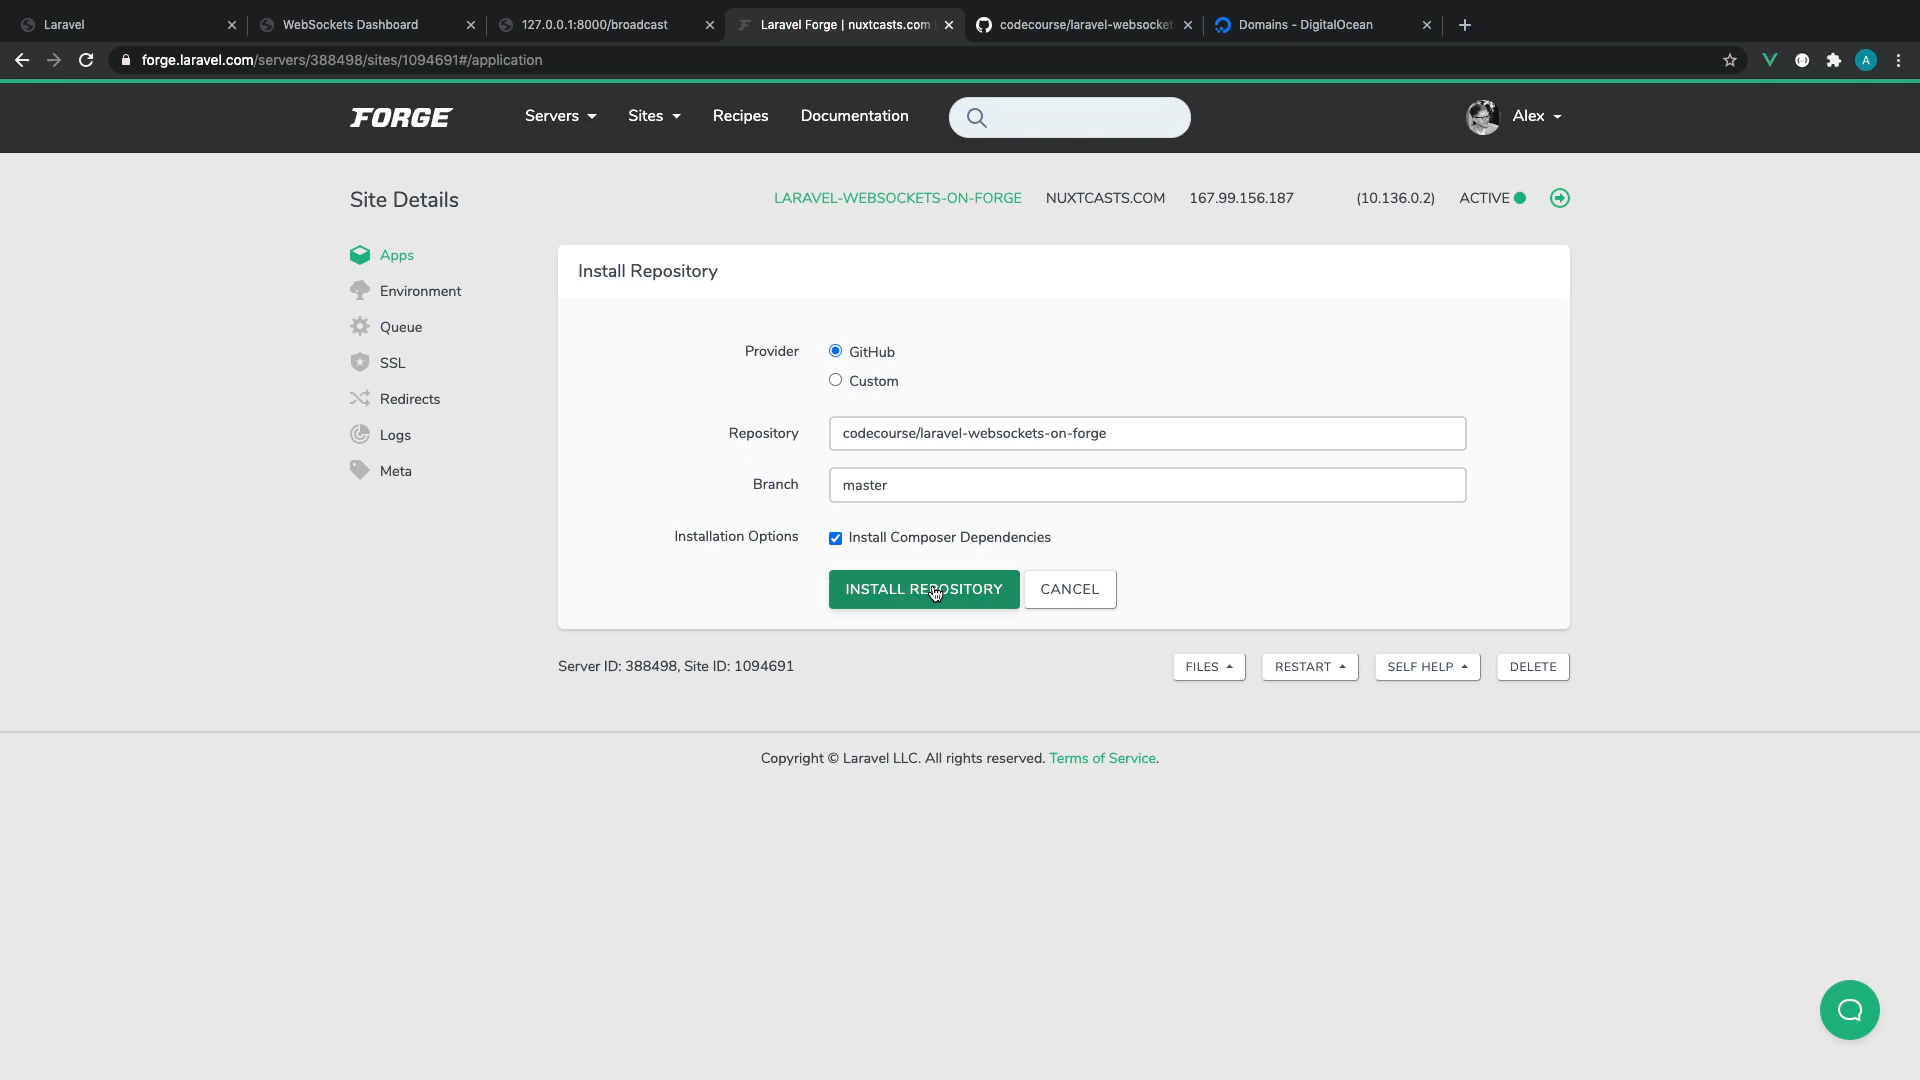 Laravel
WebSockets Dashboard
127.0.0.1:8000/broadcast
Laravel Forge | nuxtcasts.com
codecourse/laravel-websocket
Domains - DigitalOcean
forge.laravel.com/servers/388498/sites/1094691#/application
A
FORGE
Servers
Sites
Recipes
Documentation
Alex
Site Details
LARAVEL-WEBSOCKETS-ON-FORGE
NUXTCASTS.COM
167.99.156.187
(10.136.0.2)
ACTIVE
Apps
Environment
Queue
SSL
Redirects
Logs
Meta
Install Repository
Provider
GitHub
Custom
Repository
codecourse/laravel-websockets-on-forge
Branch
master
Installation Options
Install Composer Dependencies
INSTALL REPOSITORY
CANCEL
Server ID: 388498, Site ID: 1094691
FILES
RESTART
SELF HELP
DELETE
Copyright © Laravel LLC. All rights reserved. Terms of Service.